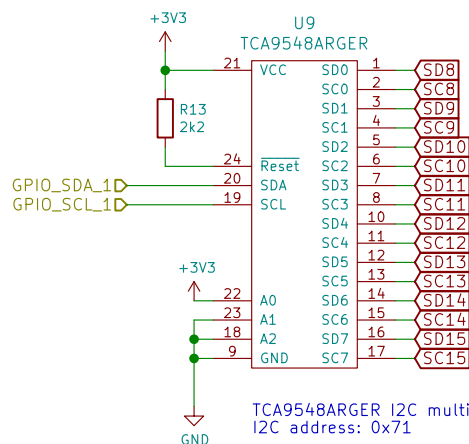 +3V3
U9
TCA9548ARGER
21 VCC SD0 1 SD8
SC0 2 SC8
R13 SD1 3 SD9
2k2 SC1 4 SC9
SD2 5 SD10
24 Reset SC2 6 SC10
GPIO_SDA_1 20 SDA SD3 7 SD11
GPIO_SCL_1 19 SCL SC3 8 SC11
SD4 10 SD12
SC4 11 SC12
+3V3 SD5 12 SD13
SC5 13 SC13
22 A0 SD6 14 SD14
23 A1 SC6 15 SC14
18 A2 SD7 16 SD15
9 GND SC7 17 SC15
GND
TCA9548ARGER I2C multi
I2C address: 0x71